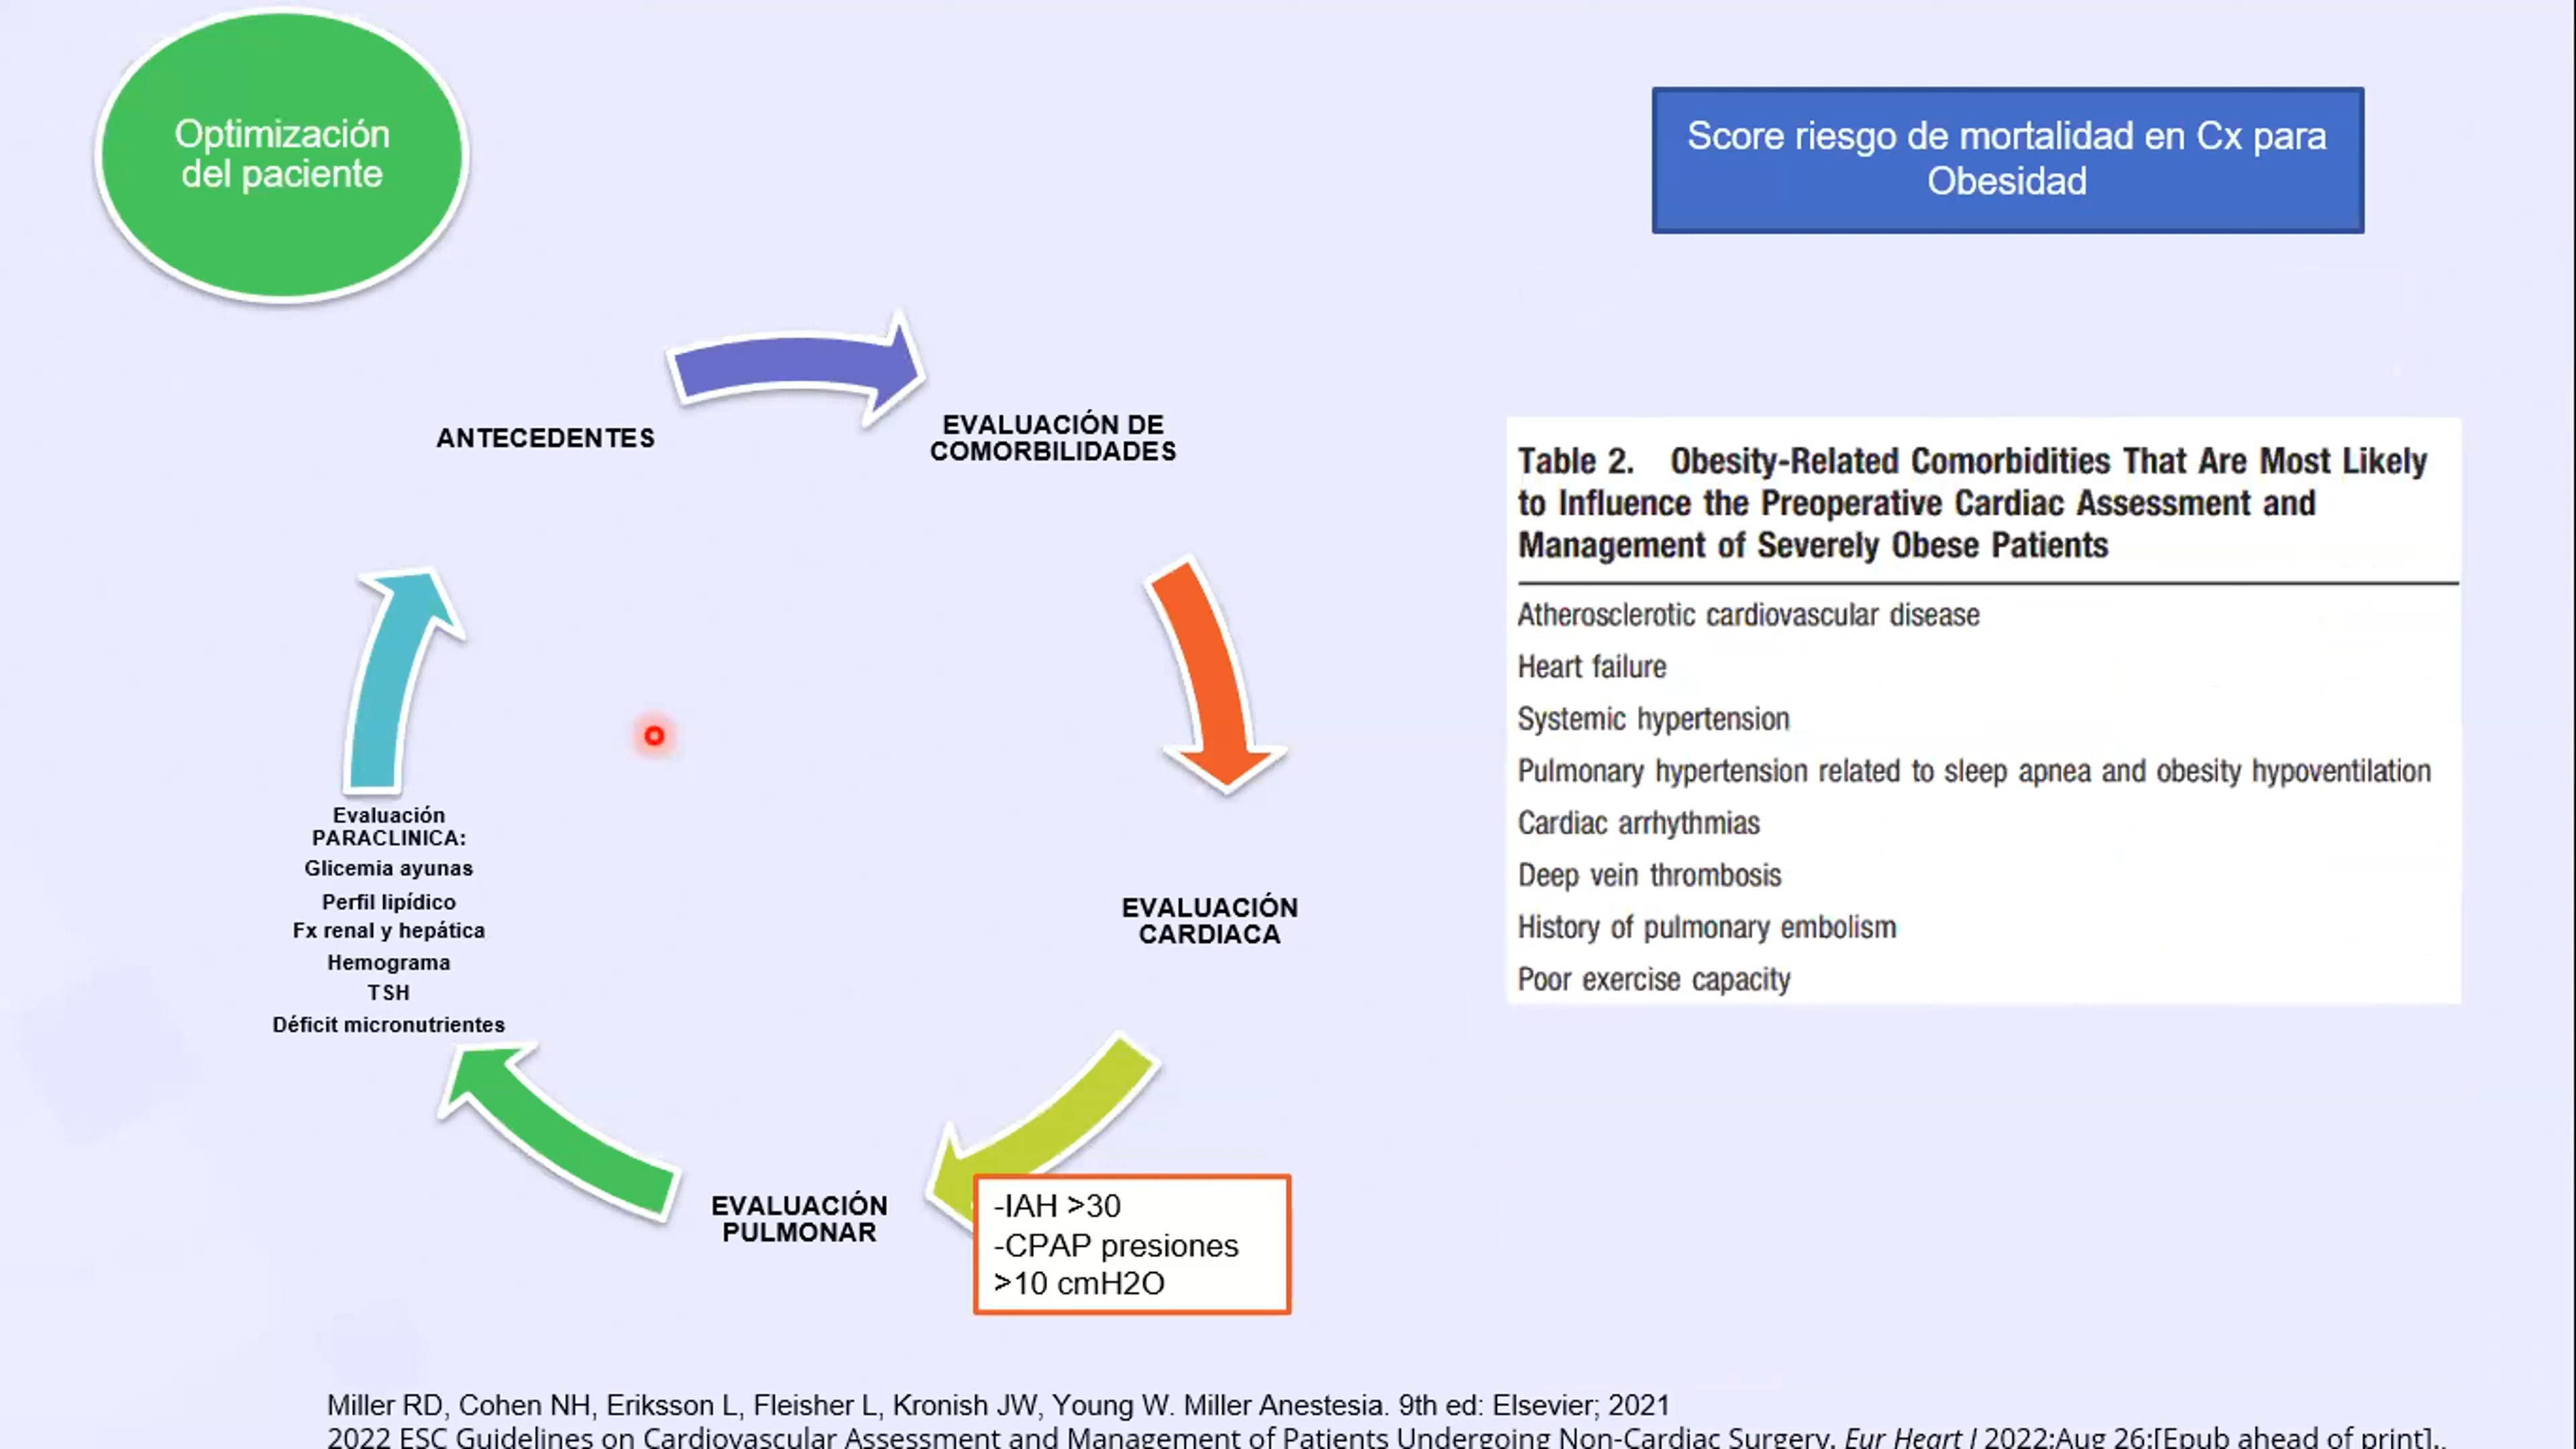 Optimización
del paciente
Score riesgo de mortalidad en Cx para
Obesidad
ANTECEDENTES
EVALUACIÓN DE
COMORBILIDADES
EVALUACIÓN
CARDIACA
EVALUACIÓN
PULMONAR
-IAH >30
-CPAP presiones
>10 cmH2O
Evaluación
PARACLINICA:
Glicemia ayunas
Perfil lipídico
Fx renal y hepática
Hemograma
TSH
Déficit micronutrientes
Table 2. Obesity-Related Comorbidities That Are Most Likely
to Influence the Preoperative Cardiac Assessment and
Management of Severely Obese Patients
Atherosclerotic cardiovascular disease
Heart failure
Systemic hypertension
Pulmonary hypertension related to sleep apnea and obesity hypoventilation
Cardiac arrhythmias
Deep vein thrombosis
History of pulmonary embolism
Poor exercise capacity
Miller RD, Cohen NH, Eriksson L, Fleisher L, Kronish JW, Young W. Miller Anestesia. 9th ed: Elsevier; 2021
2022 ESC Guidelines on Cardiovascular Assessment and Management of Patients Undergoing Non-Cardiac Surgery. Eur Heart J 2022;Aug 26:[Epub ahead of print]..